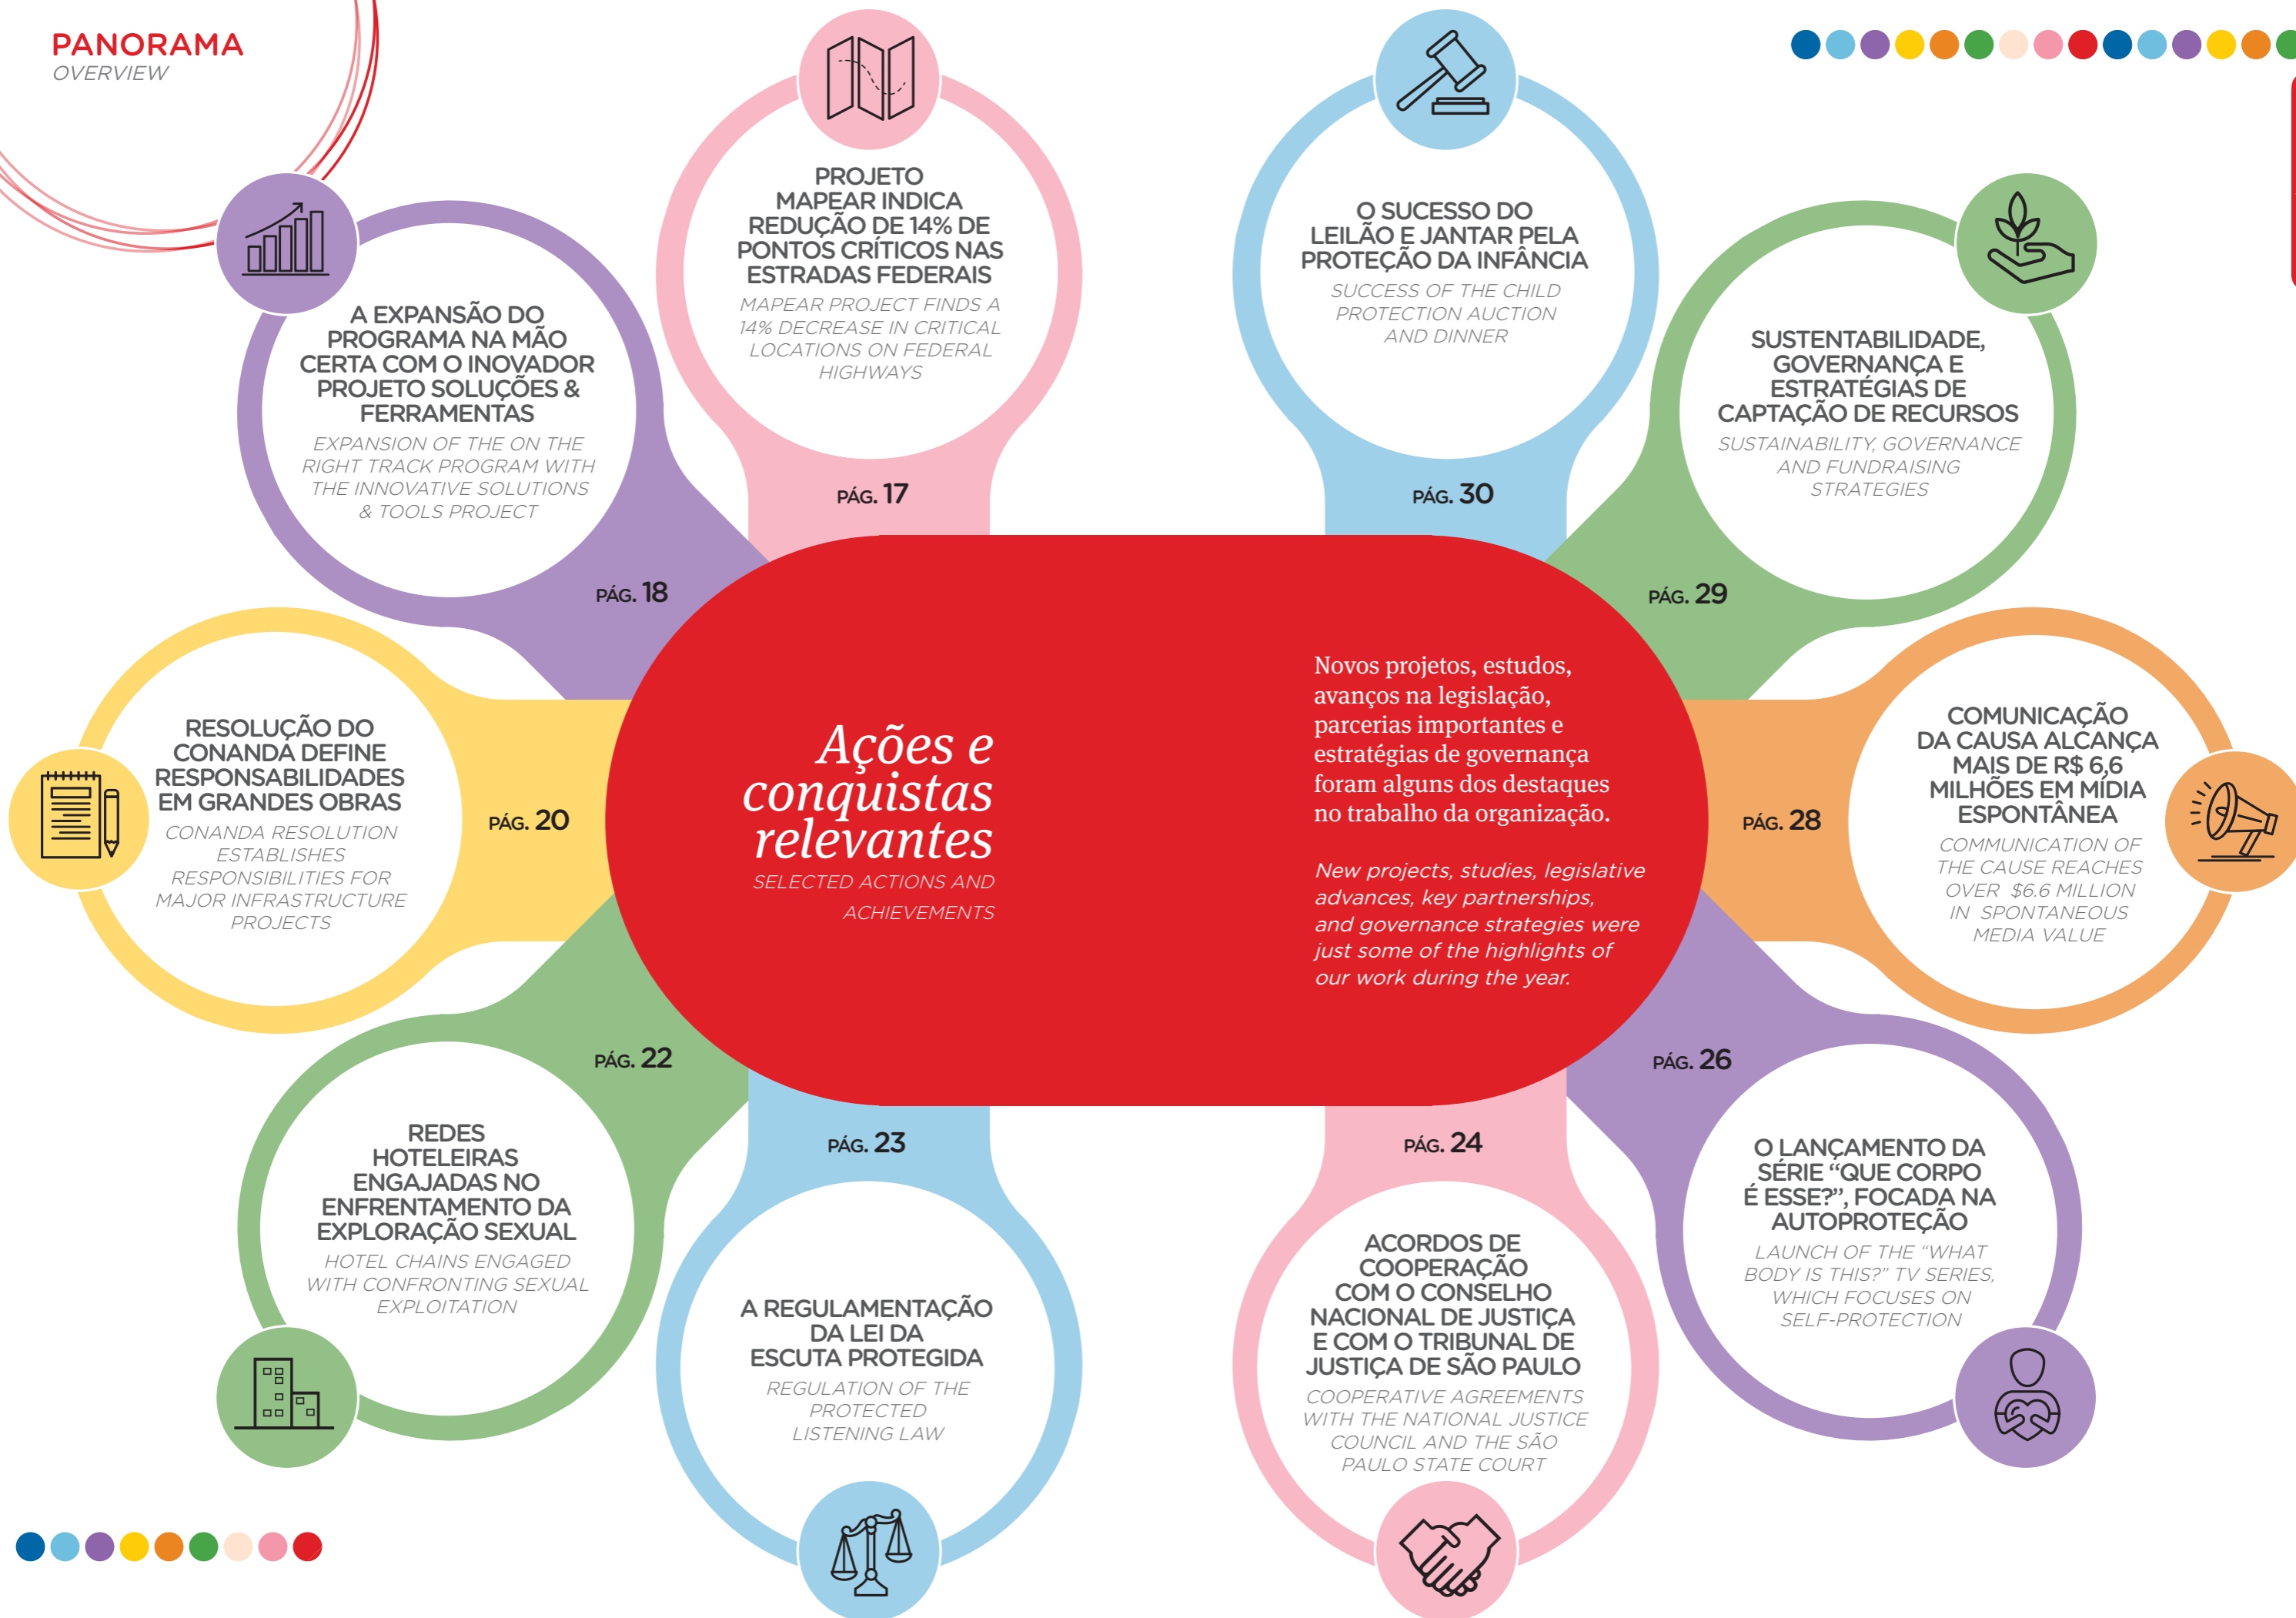 PANORAMA
OVERVIEW
PROJETO
MAPEAR INDICA
REDUÇÃO DE 14% DE
PONTOS CRÍTICOS NAS
ESTRADAS FEDERAIS
MAPEAR PROJECT FINDS A
14% DECREASE IN CRITICAL
LOCATIONS ON FEDERAL
HIGHWAYS
PÁG. 17
A EXPANSÃO DO
PROGRAMA NA MÃO
CERTA COM O INOVADOR
PROJETO SOLUÇÕES &
FERRAMENTAS
EXPANSION OF THE ON THE
RIGHT TRACK PROGRAM WITH
THE INNOVATIVE SOLUTIONS
& TOOLS PROJECT
PÁG. 18
RESOLUÇÃO DO
CONANDA DEFINE
RESPONSABILIDADES
EM GRANDES OBRAS
CONANDA RESOLUTION
ESTABLISHES
RESPONSIBILITIES FOR
MAJOR INFRASTRUCTURE
PROJECTS
PÁG. 20
REDES
HOTELEIRAS
ENGAJADAS NO
ENFRENTAMENTO DA
EXPLORAÇÃO SEXUAL
HOTEL CHAINS ENGAGED
WITH CONFRONTING SEXUAL
EXPLOITATION
PÁG. 22
PÁG. 23
A REGULAMENTAÇÃO
DA LEI DA
ESCUTA PROTEGIDA
REGULATION OF THE
PROTECTED
LISTENING LAW
Ações e
conquistas
relevantes
SELECTED ACTIONS AND
ACHIEVEMENTS
Novos projetos, estudos,
avanços na legislação,
parcerias importantes e
estratégias de governança
foram alguns dos destaques
no trabalho da organização.
New projects, studies, legislative
advances, key partnerships,
and governance strategies were
just some of the highlights of
our work during the year.
PÁG. 24
ACORDOS DE
COOPERAÇÃO
COM O CONSELHO
NACIONAL DE JUSTIÇA
E COM O TRIBUNAL DE
JUSTIÇA DE SÃO PAULO
COOPERATIVE AGREEMENTS
WITH THE NATIONAL JUSTICE
COUNCIL AND THE SÃO
PAULO STATE COURT
PÁG. 26
O LANÇAMENTO DA
SÉRIE “QUE CORPO
É ESSE?”, FOCADA NA
AUTOPROTEÇÃO
LAUNCH OF THE “WHAT
BODY IS THIS?” TV SERIES,
WHICH FOCUSES ON
SELF-PROTECTION
PÁG. 28
COMUNICAÇÃO
DA CAUSA ALCANÇA
MAIS DE R$ 6,6
MILHÕES EM MÍDIA
ESPONTÂNEA
COMMUNICATION OF
THE CAUSE REACHES
OVER $6.6 MILLION
IN SPONTANEOUS
MEDIA VALUE
PÁG. 29
SUSTENTABILIDADE,
GOVERNANÇA E
ESTRATÉGIAS DE
CAPTAÇÃO DE RECURSOS
SUSTAINABILITY, GOVERNANCE
AND FUNDRAISING
STRATEGIES
O SUCESSO DO
LEILÃO E JANTAR PELA
PROTEÇÃO DA INFÂNCIA
SUCCESS OF THE CHILD
PROTECTION AUCTION
AND DINNER
PÁG. 30